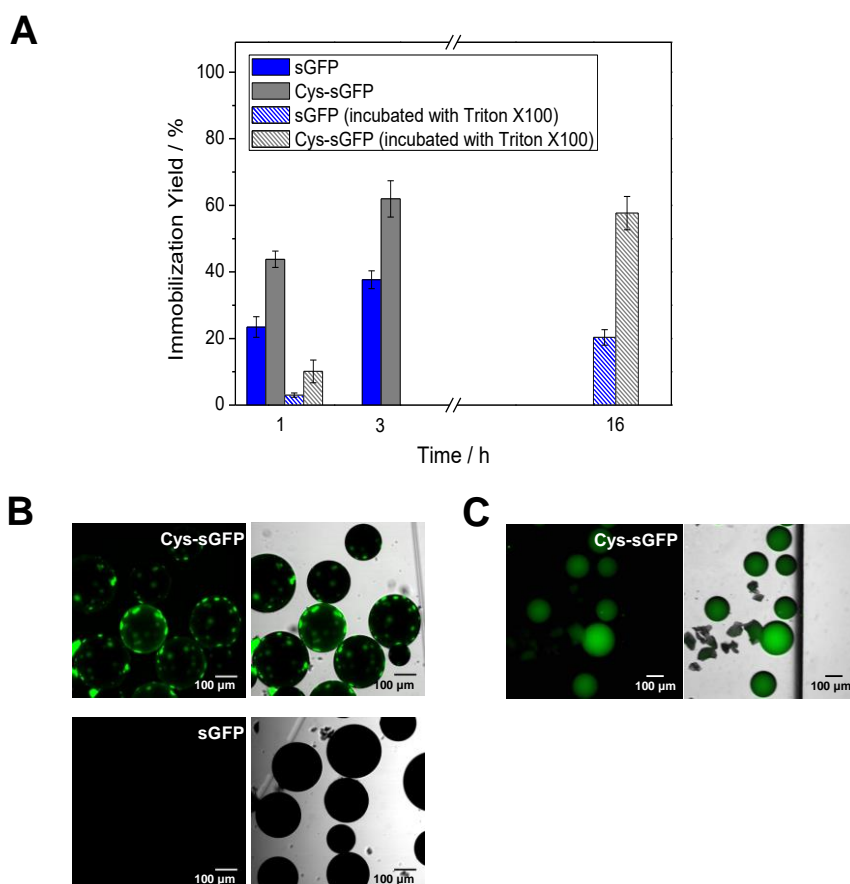 A
100
80
60
40
20
0
Immobilization Yield / %
sGFP
Cys-sGFP
sGFP (incubated with Triton X100)
Cys-sGFP (incubated with Triton X100)
1
3
16
Time / h
B
Cys-sGFP
100 µm
100 µm
sGFP
100 µm
100 µm
C
Cys-sGFP
100 µm
100 µm